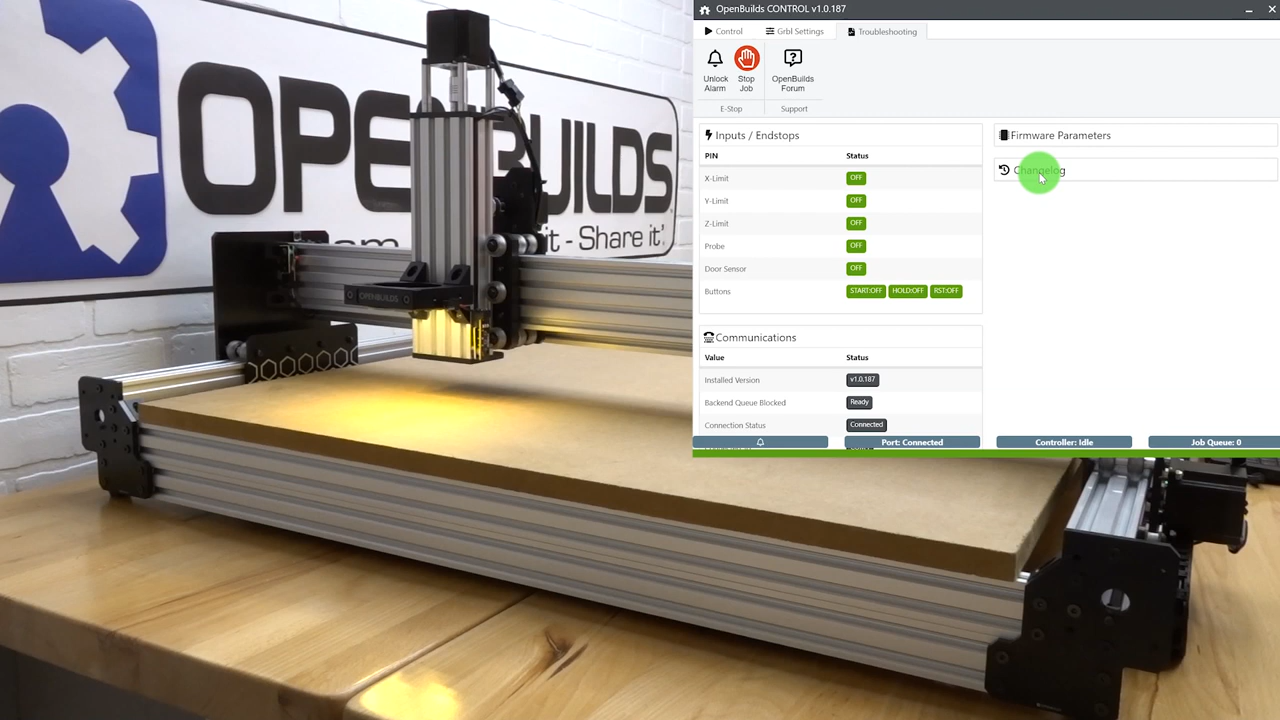 OpenBuilds CONTROL v1.0.187
Control
Grbl Settings
Troubleshooting
Unlock Alarm
Stop Job
OpenBuilds Forum
E-Stop
Support
Inputs / Endstops
PIN Status
X-Limit OFF
Y-Limit OFF
Z-Limit OFF
Probe OFF
Door Sensor OFF
Buttons START:OFF HOLD:OFF RST:OFF
Communications
Value Status
Installed Version v1.0.187
Backend Queue Blocked Ready
Connection Status Connected
Firmware Parameters
Changelog
Port: Connected
Controller: Idle
Job Queue: 0
it - Share it'
OPENBUILDS